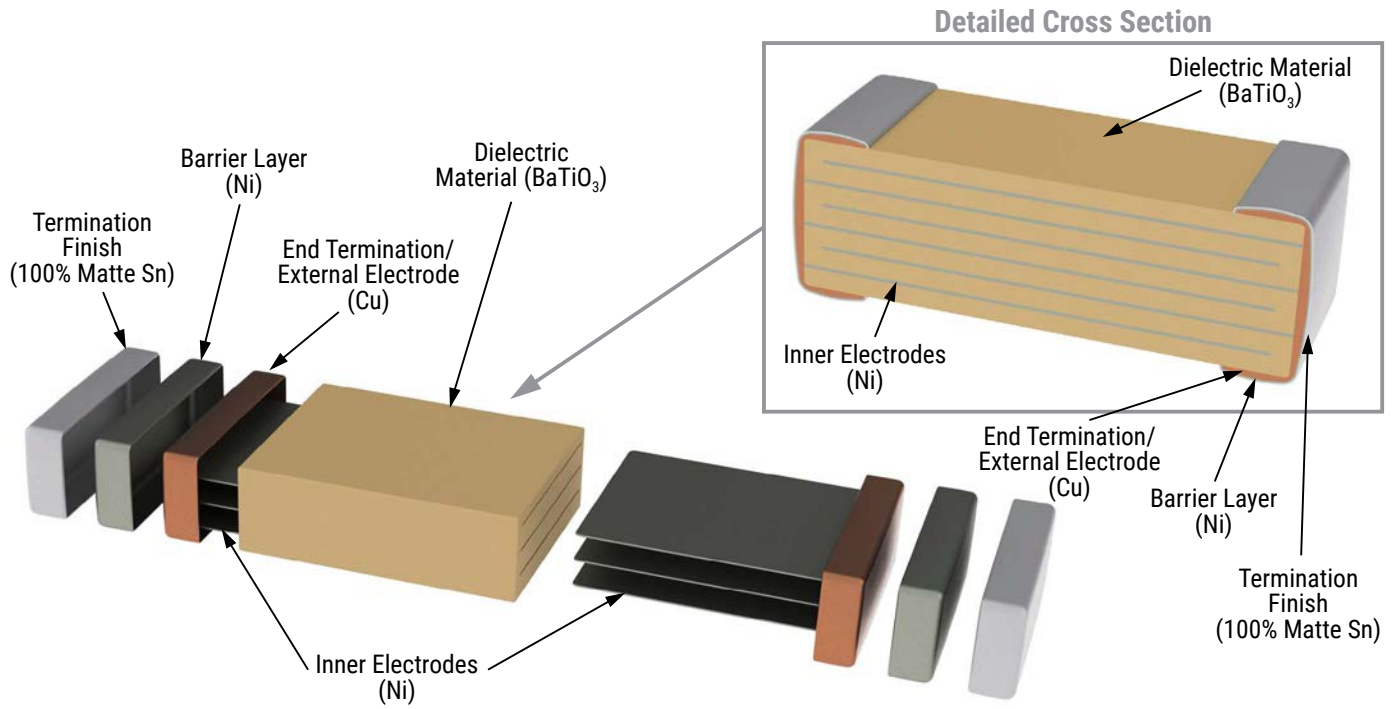 Detailed Cross Section
Dielectric Material
(BaTiO₃)
Inner Electrodes
(Ni)
End Termination/
External Electrode
(Cu)
Barrier Layer
(Ni)
Termination
Finish
(100% Matte Sn)
Termination
Finish
(100% Matte Sn)
Barrier Layer
(Ni)
End Termination/
External Electrode
(Cu)
Dielectric
Material (BaTiO₃)
Inner Electrodes
(Ni)